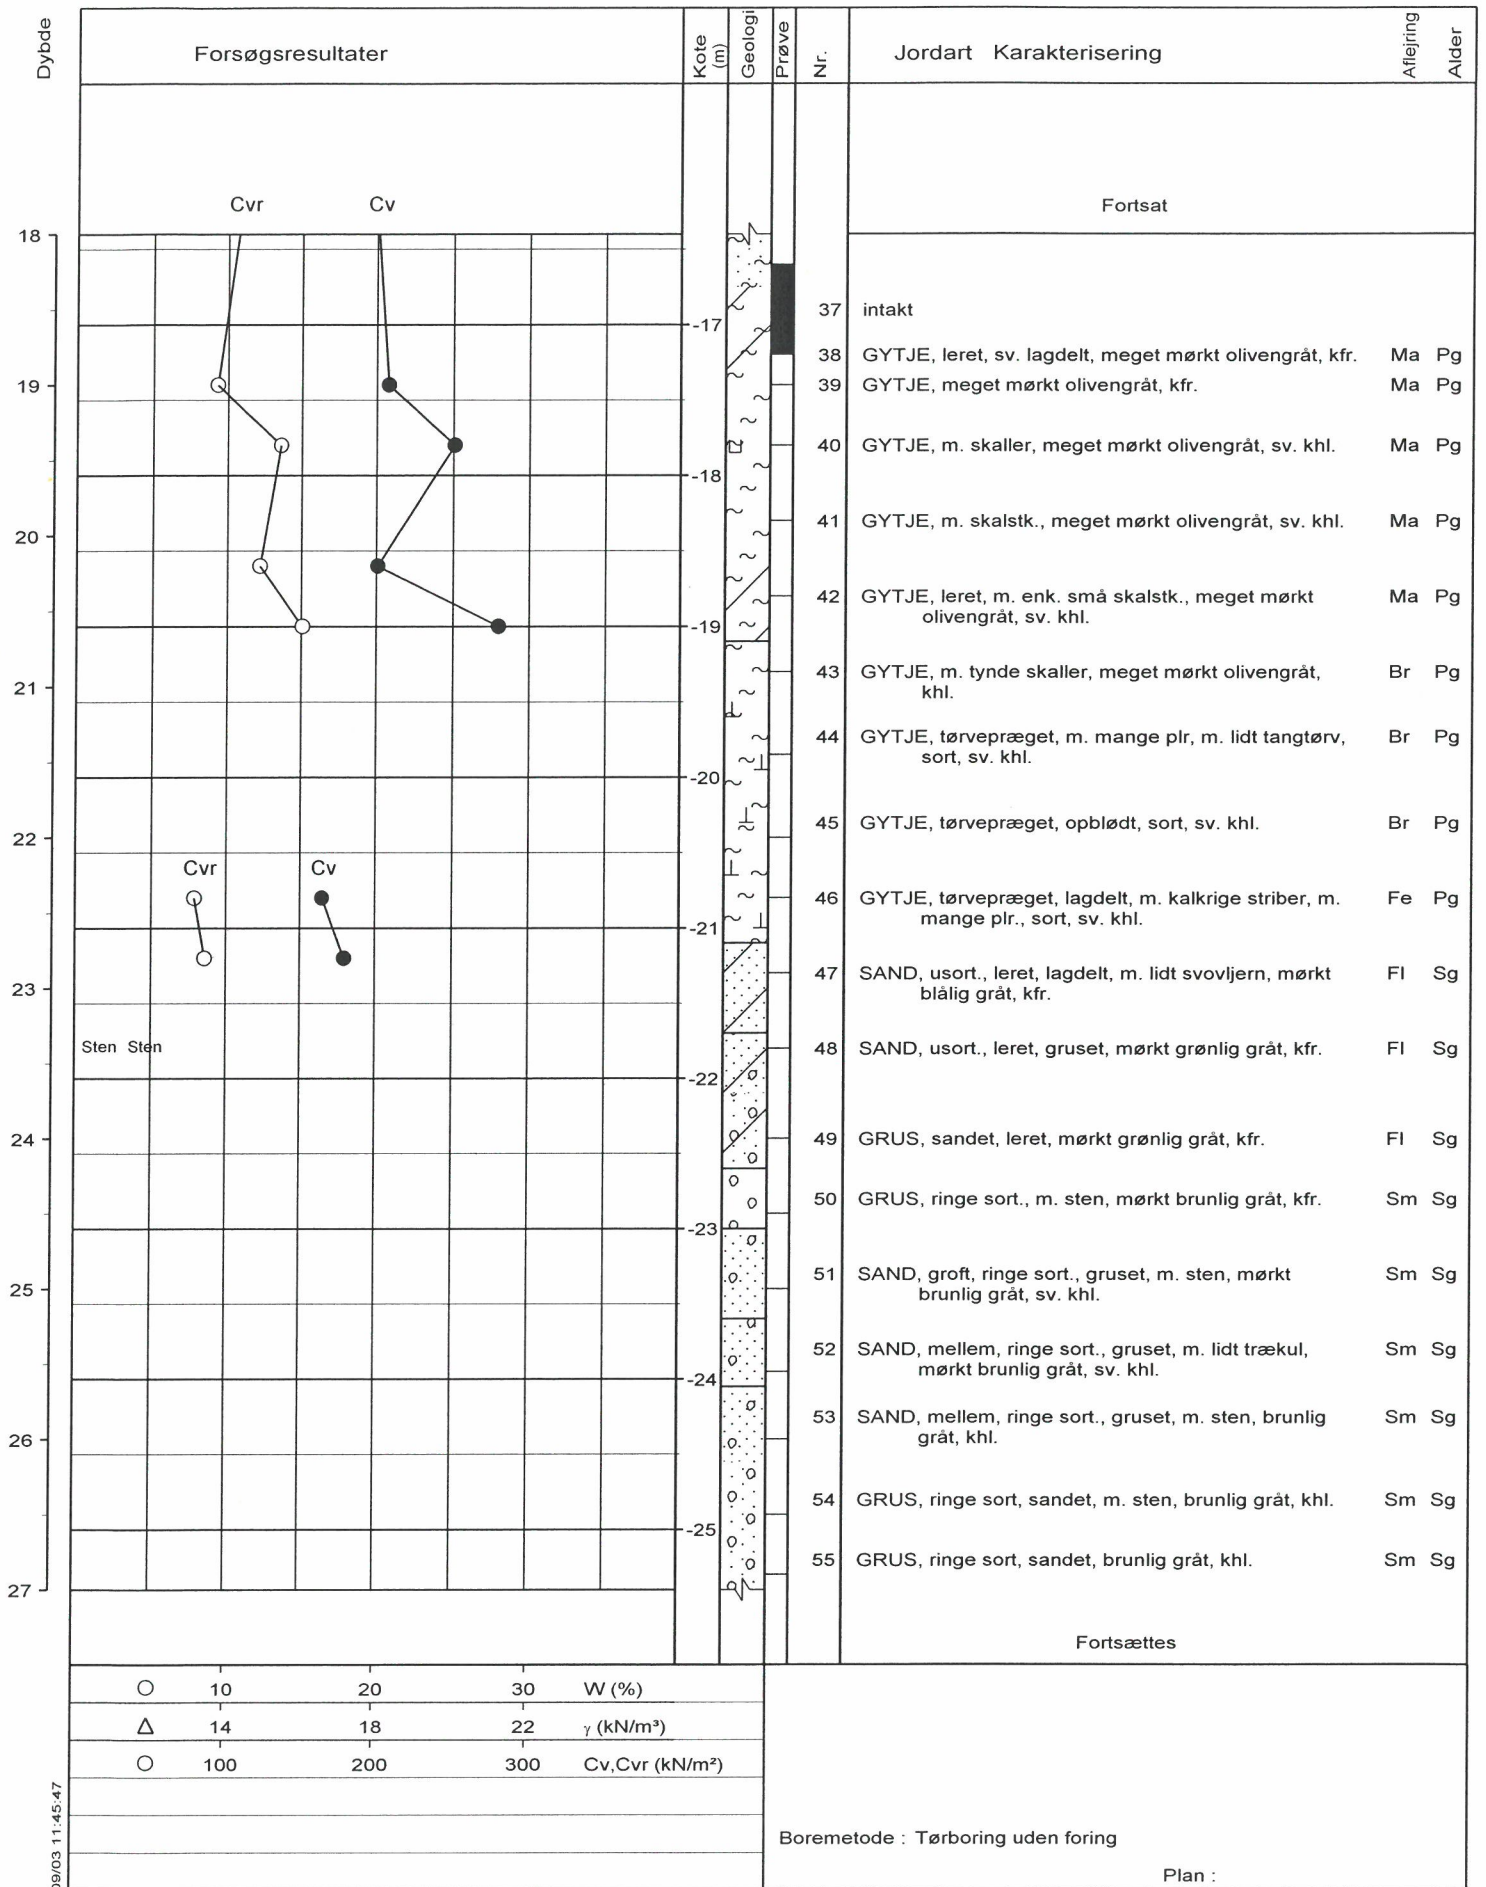 Dybde
Forsøgsresultater
Kote (m)
Geologi
Prøve
Nr.
Jordart Karakterisering
Aflejring
Alder
Cvr Cv
Fortsat
18
37 intakt
-17
38 GYTJE, leret, sv. lagdelt, meget mørkt olivengråt, kfr. Ma Pg
19
39 GYTJE, meget mørkt olivengråt, kfr. Ma Pg
40 GYTJE, m. skaller, meget mørkt olivengråt, sv. khl. Ma Pg
-18
41 GYTJE, m. skalstk., meget mørkt olivengråt, sv. khl. Ma Pg
20
42 GYTJE, leret, m. enk. små skalstk., meget mørkt Ma Pg
olivengråt, sv. khl.
-19
43 GYTJE, m. tynde skaller, meget mørkt olivengråt, Br Pg
khl.
21
44 GYTJE, tørvepræget, m. mange plr, m. lidt tangtørv, Br Pg
sort, sv. khl.
-20
45 GYTJE, tørvepræget, opblødt, sort, sv. khl. Br Pg
22
Cvr Cv
46 GYTJE, tørvepræget, lagdelt, m. kalkrige striber, m. Fe Pg
mange plr., sort, sv. khl.
-21
47 SAND, usort., leret, lagdelt, m. lidt svovljern, mørkt Fl Sg
blålig gråt, kfr.
23
Sten Sten
48 SAND, usort., leret, gruset, mørkt grønlig gråt, kfr. Fl Sg
-22
24
49 GRUS, sandet, leret, mørkt grønlig gråt, kfr. Fl Sg
50 GRUS, ringe sort., m. sten, mørkt brunlig gråt, kfr. Sm Sg
-23
51 SAND, groft, ringe sort., gruset, m. sten, mørkt Sm Sg
brunlig gråt, sv. khl.
25
52 SAND, mellem, ringe sort., gruset, m. lidt trækul, Sm Sg
mørkt brunlig gråt, sv. khl.
-24
53 SAND, mellem, ringe sort., gruset, m. sten, brunlig Sm Sg
gråt, khl.
26
54 GRUS, ringe sort, sandet, m. sten, brunlig gråt, khl. Sm Sg
-25
55 GRUS, ringe sort, sandet, brunlig gråt, khl. Sm Sg
27
Fortsættes
10 20 30 W (%)
14 18 22 γ (kN/m³)
100 200 300 Cv,Cvr (kN/m²)
09/03 11:45:47
Boremetode : Tørboring uden foring
Plan :